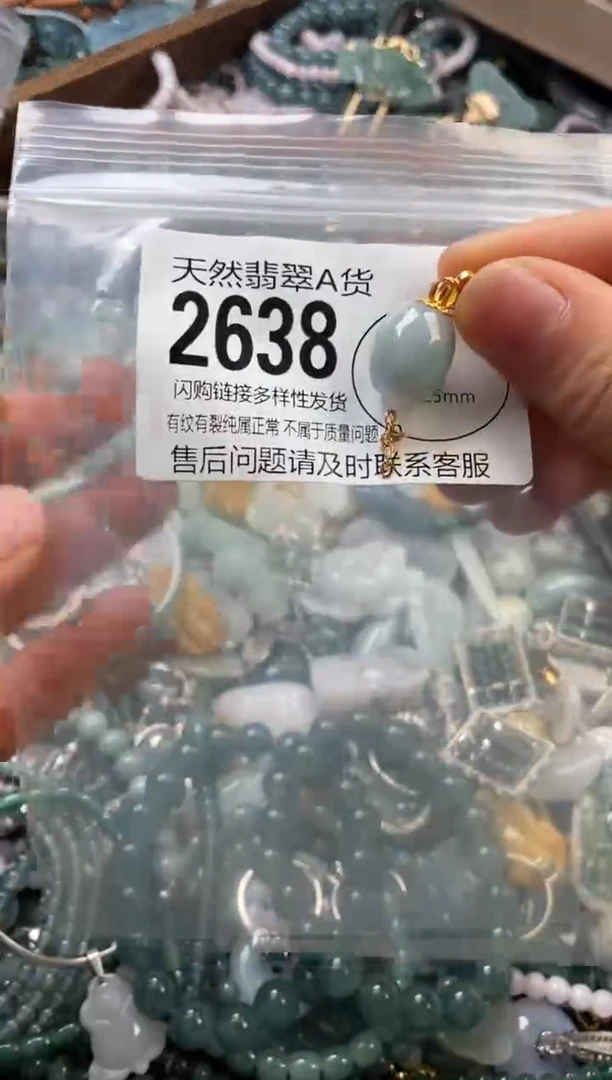 天然翡翠A货
2638
闪购链接多样性发货
5mm
有纹有裂纯属正常 不属于质量问题
售后问题请及时联系客服